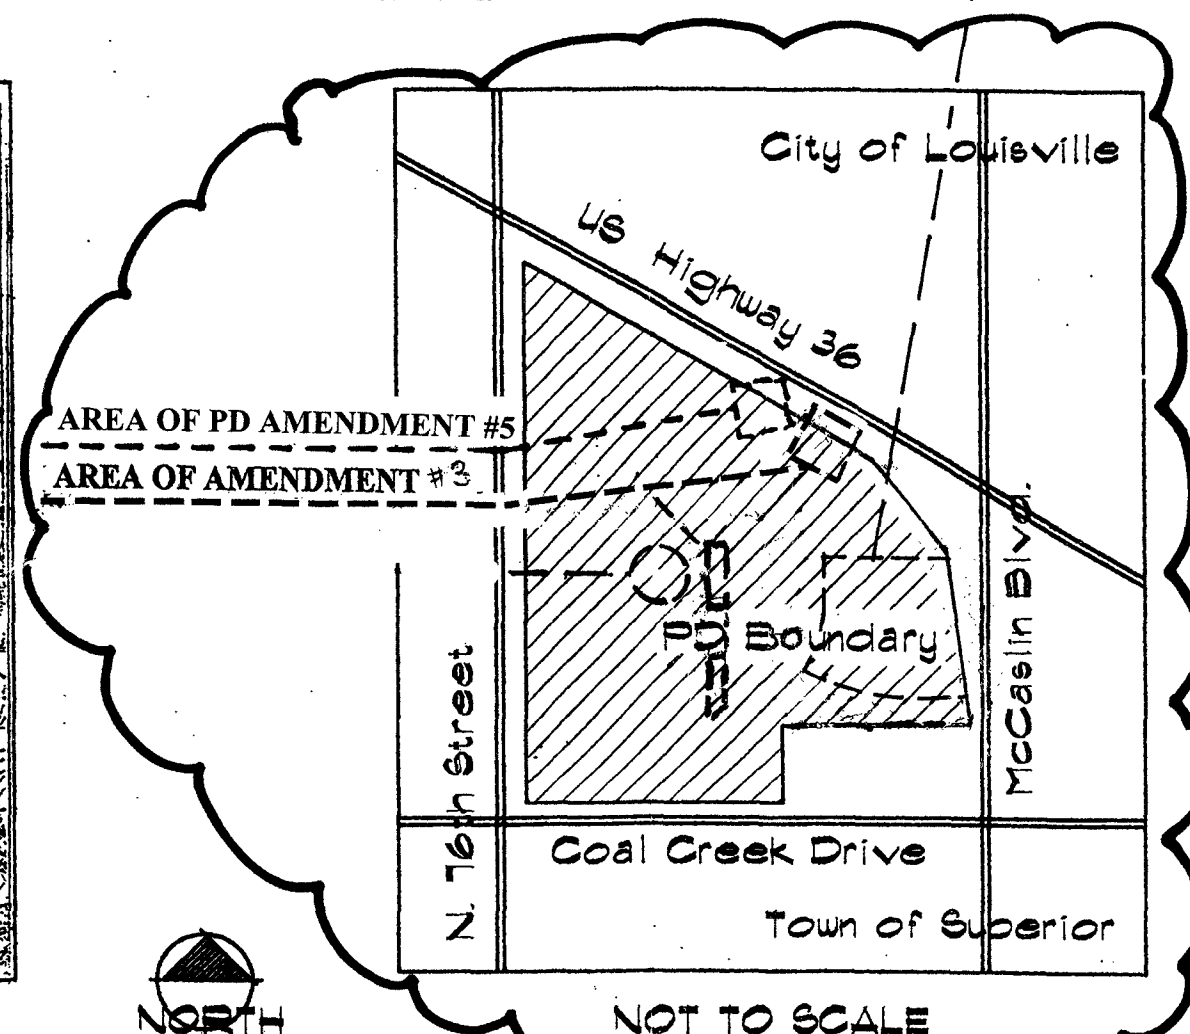 City of Louisville
US Highway 36
AREA OF PD AMENDMENT #5
AREA OF AMENDMENT #3
PD Boundary
McCaslin Blvd.
N. 76th Street
Coal Creek Drive
Town of Superior
NORTH
NOT TO SCALE